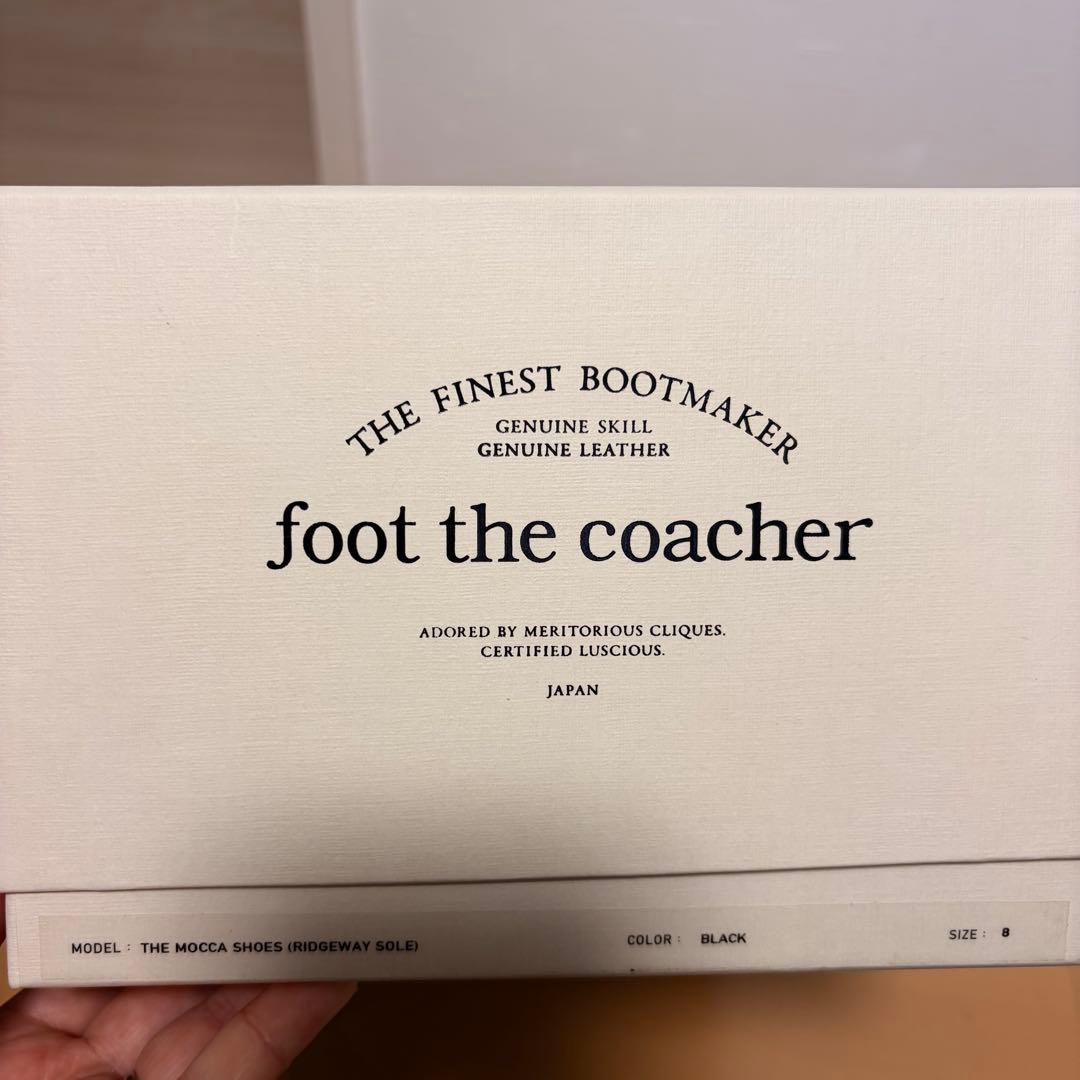 THE FINEST BOOTMAKER
GENUINE SKILL
GENUINE LEATHER
foot the coacher
ADORED BY MERITORIOUS CLIQUES.
CERTIFIED LUSCIOUS.
JAPAN
MODEL : THE MOCCA SHOES (RIDGEWAY SOLE) COLOR : BLACK SIZE : 8